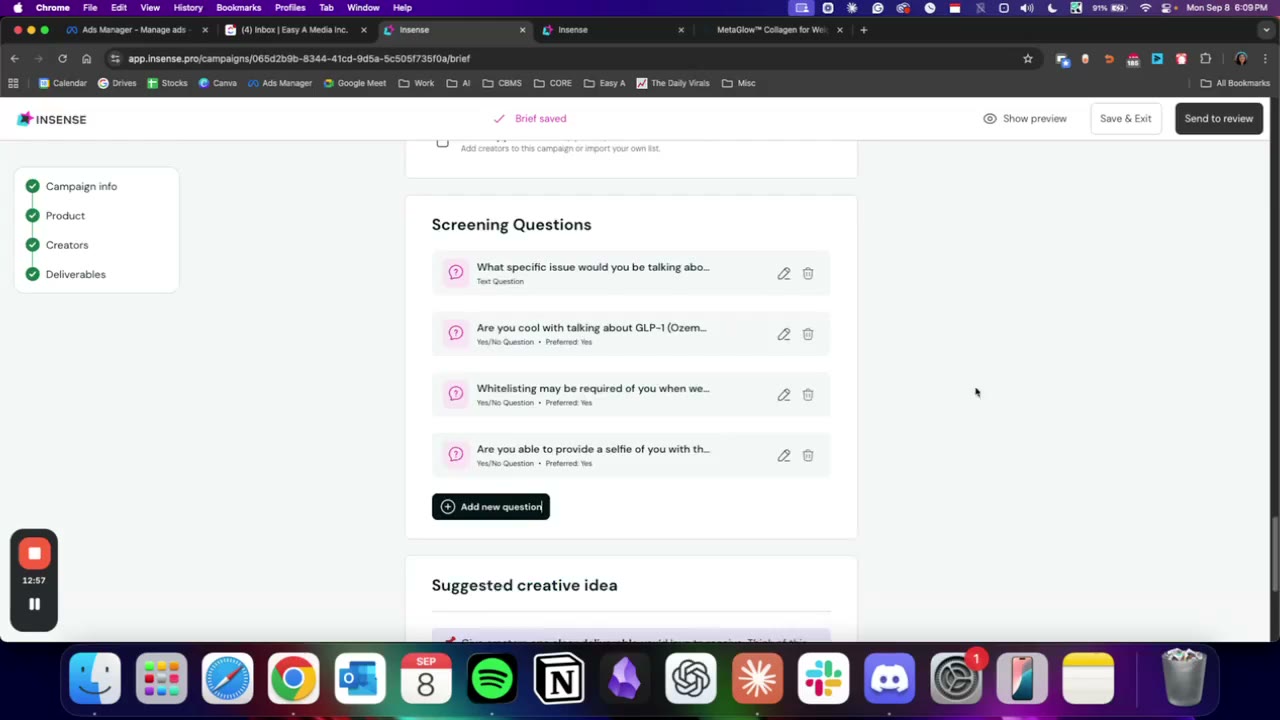 Chrome File Edit View History Bookmarks Profiles Tab Window Help 91% Mon Sep 8 6:09 PM
Ads Manager - Manage ads - (4) Inbox | Easy A Media Inc. Insense Insense MetaGlow™ Collagen for Wei
app.insense.pro/campaigns/065d2b9b-8344-41cd-9d5a-5c505f735f0a/brief
186
Calendar Drives Stocks Canva Ads Manager Google Meet Work AI CBMS CORE Easy A The Daily Virals Misc All Bookmarks
INSENSE Brief saved Show preview Save & Exit Send to review
Add creators to this campaign or import your own list.
Campaign info
Product
Creators
Deliverables
Screening Questions
What specific issue would you be talking abo...
Text Question
Are you cool with talking about GLP-1 (Ozem...
Yes/No Question • Preferred: Yes
Whitelisting may be required of you when we...
Yes/No Question • Preferred: Yes
Are you able to provide a selfie of you with th...
Yes/No Question • Preferred: Yes
Add new question
Suggested creative idea
12:57
SEP
8
1